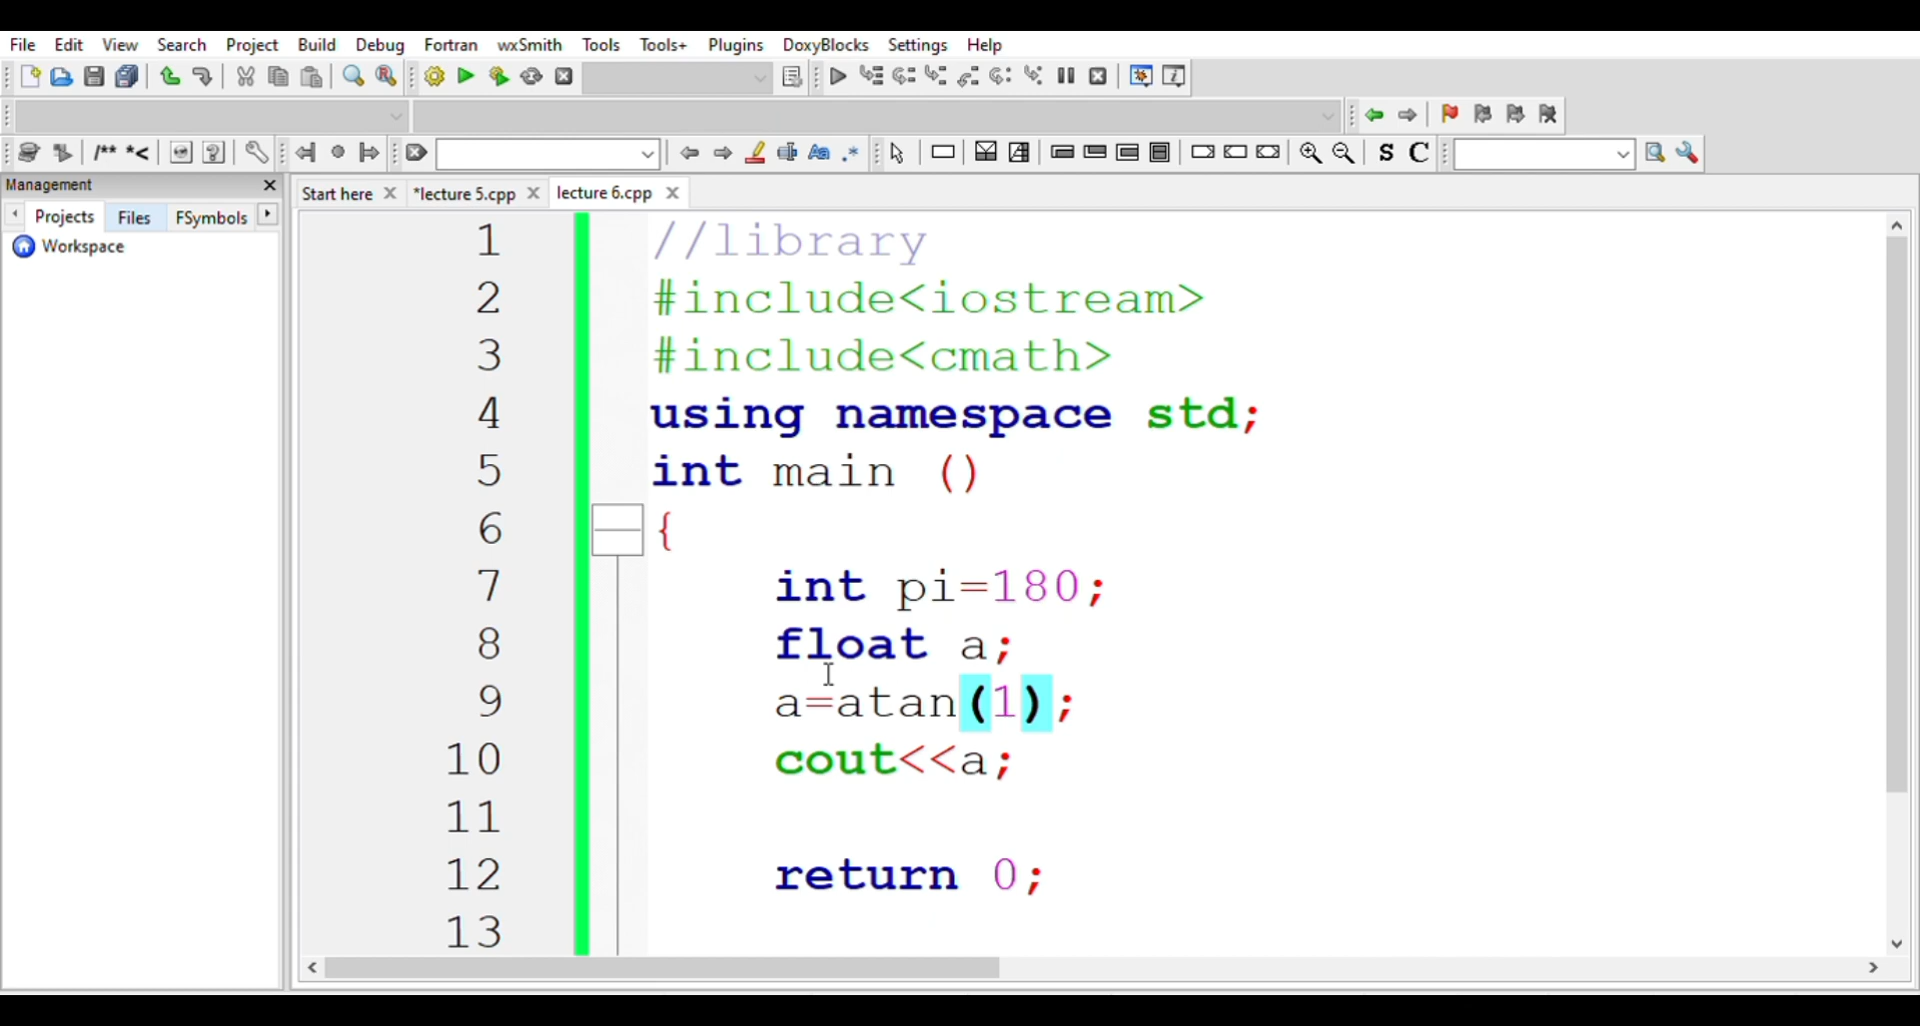 File Edit View Search Project Build Debug Fortran wxSmith Tools Tools+ Plugins DoxyBlocks Settings Help
/** *<
S C
Management
Start here *lecture 5.cpp lecture 6.cpp
Projects Files FSymbols
Workspace
1 //library
2 #include<iostream>
3 #include<cmath>
4 using namespace std;
5 int main ()
6 {
7 int pi=180;
8 float a;
9 a=atan(1);
10 cout<<a;
11
12 return 0;
13